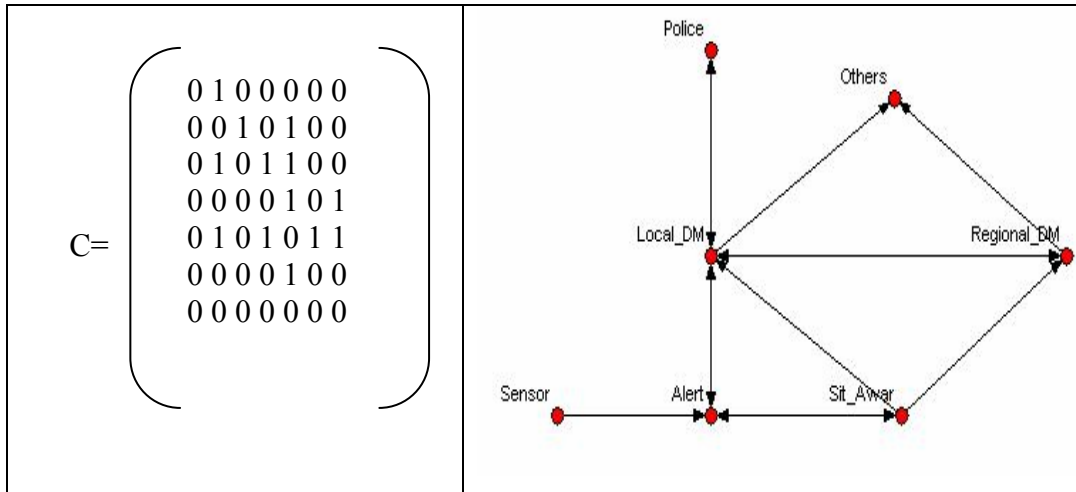 0 1 0 0 0 0 0
0 0 1 0 1 0 0
0 1 0 1 1 0 0
0 0 0 0 1 0 1
C=
0 1 0 1 0 1 1
0 0 0 0 1 0 0
0 0 0 0 0 0 0
Police
Others
Local_DM
Regional_DM
Sensor
Alert
Sit_Awar